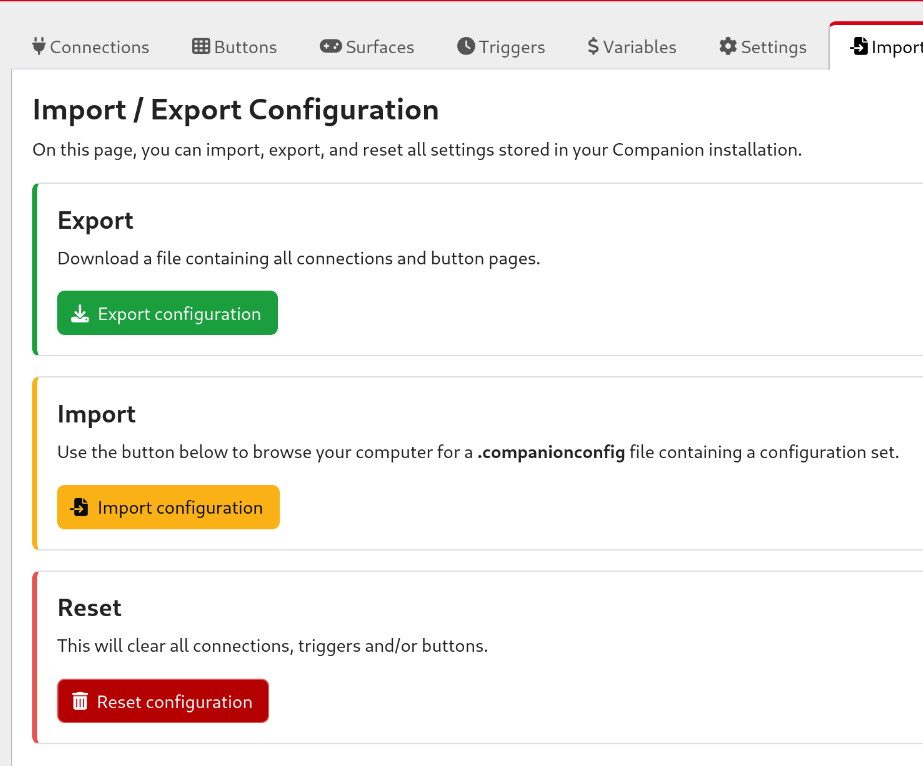 Connections Buttons Surfaces Triggers Variables Settings Import
Import / Export Configuration
On this page, you can import, export, and reset all settings stored in your Companion installation.
Export
Download a file containing all connections and button pages.
Export configuration
Import
Use the button below to browse your computer for a .companionconfig file containing a configuration set.
Import configuration
Reset
This will clear all connections, triggers and/or buttons.
Reset configuration